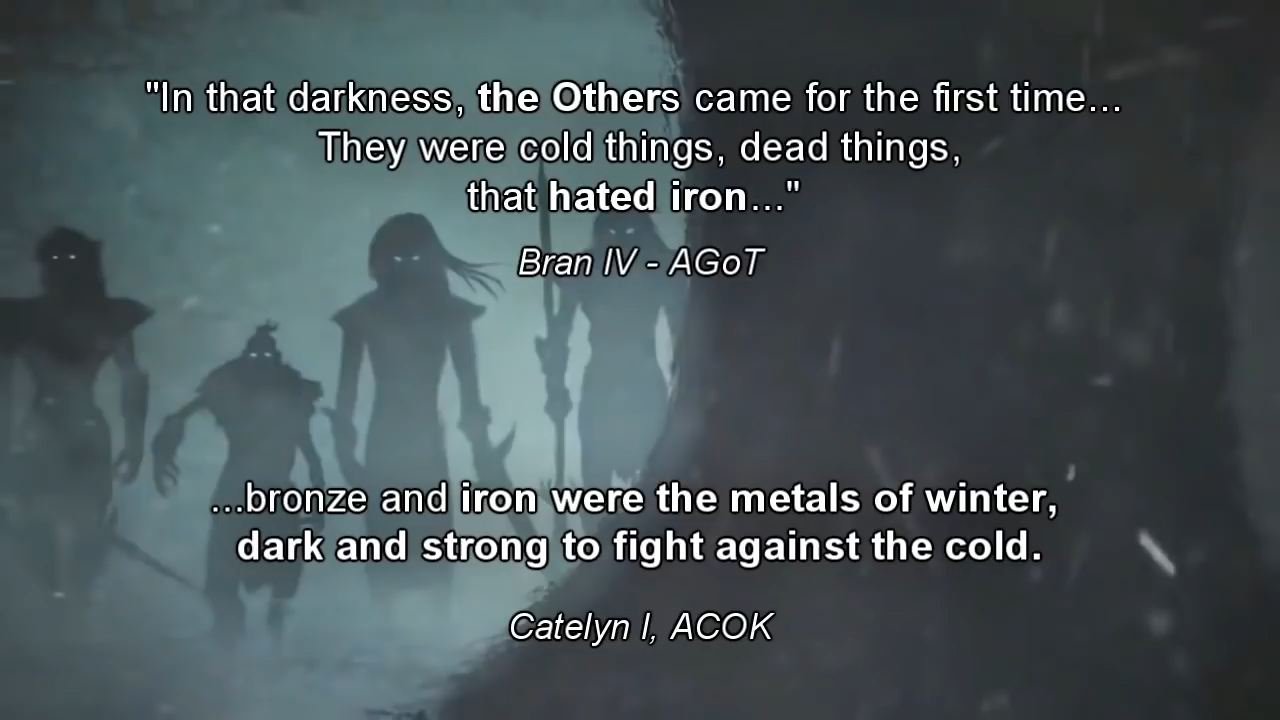 "In that darkness, the Others came for the first time...
They were cold things, dead things,
that hated iron..."
Bran IV - AGoT
...bronze and iron were the metals of winter,
dark and strong to fight against the cold.
Catelyn I, ACOK